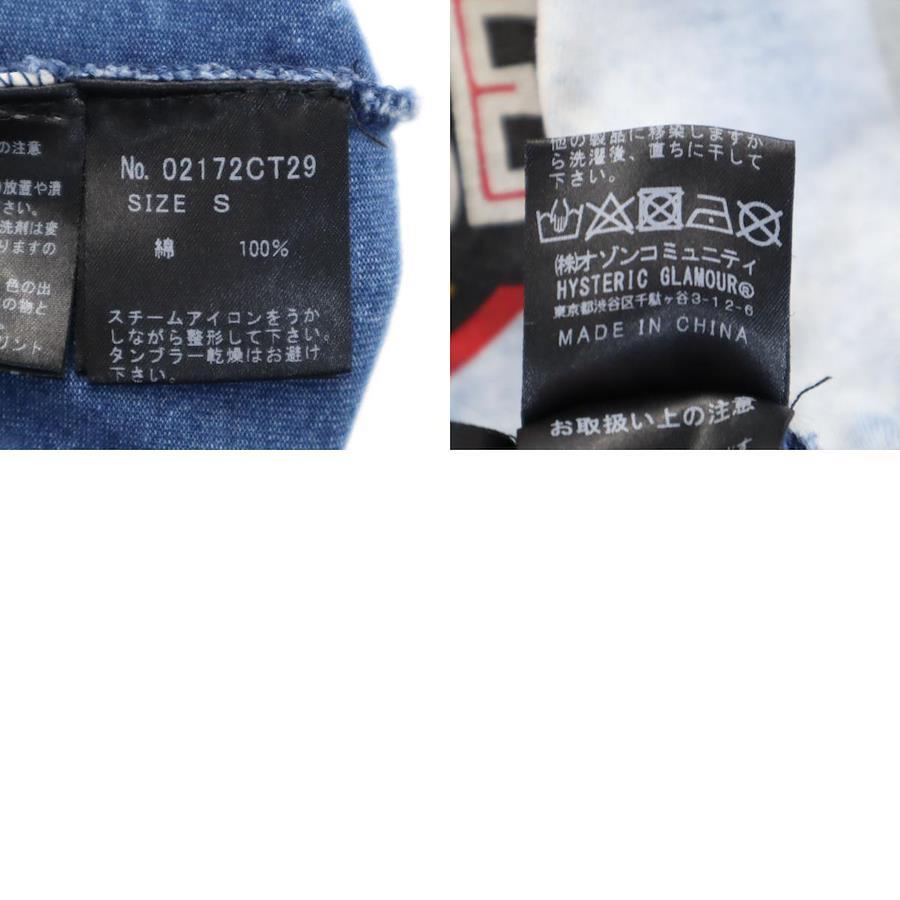 の注意
放置や潰
さい。
洗剤は変
りますの
色の出
の物と
リント
No. 02172CT29
SIZE S
綿 100%
スチームアイロンをうか
しながら整形して下さい。
タンブラー乾燥はお避け
下さい。
他の製品に移染しますか
ら洗濯後、直ちに干して
下さい。
㈱オゾンコミュニティ
HYSTERIC GLAMOUR®
東京都渋谷区千駄ヶ谷3-12-6
MADE IN CHINA
お取扱い上の注意